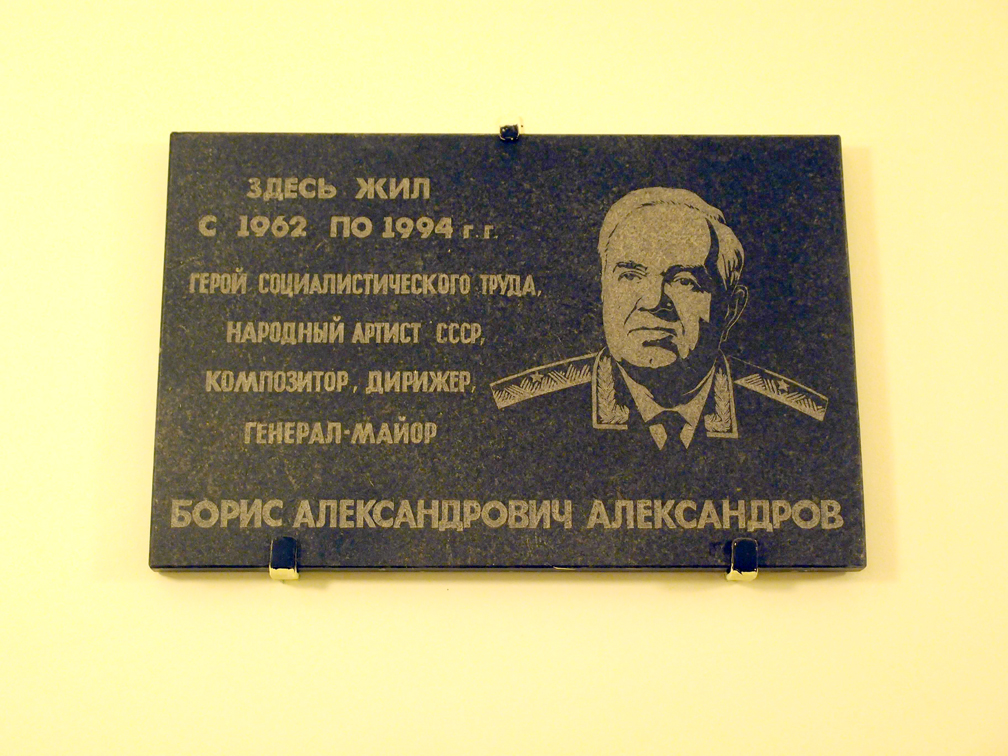 ЗДЕСЬ ЖИЛ
С 1962 ПО 1994 г.г.
ГЕРОЙ СОЦИАЛИСТИЧЕСКОГО ТРУДА,
НАРОДНЫЙ АРТИСТ СССР,
КОМПОЗИТОР, ДИРИЖЕР,
ГЕНЕРАЛ-МАЙОР
БОРИС АЛЕКСАНДРОВИЧ АЛЕКСАНДРОВ